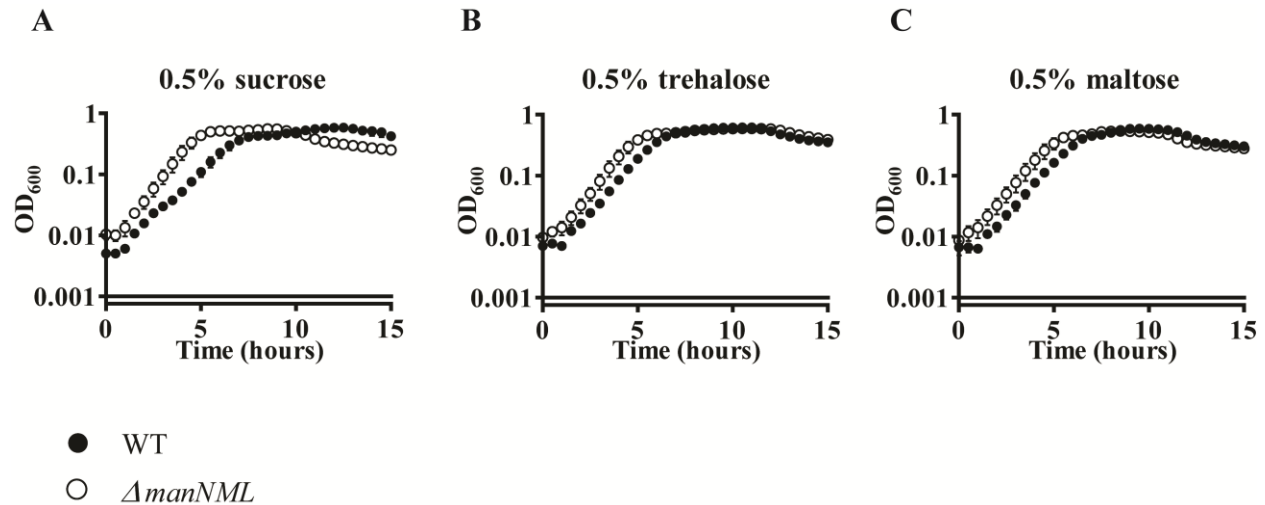 A
0.5% sucrose
OD600
1
0.1
0.01
0.001
0 5 10 15
Time (hours)
B
0.5% trehalose
OD600
1
0.1
0.01
0.001
0 5 10 15
Time (hours)
C
0.5% maltose
OD600
1
0.1
0.01
0.001
0 5 10 15
Time (hours)
WT
ΔmanNML